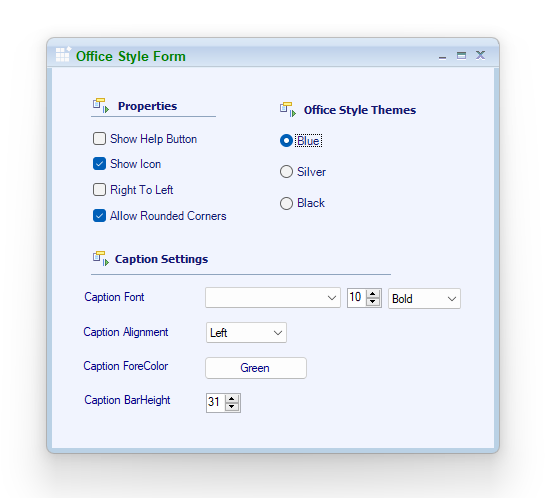 Office Style Form
Properties
Office Style Themes
Show Help Button
Blue
Show Icon
Silver
Right To Left
Black
Allow Rounded Corners
Caption Settings
Caption Font 10 Bold
Caption Alignment Left
Caption ForeColor Green
Caption BarHeight 31